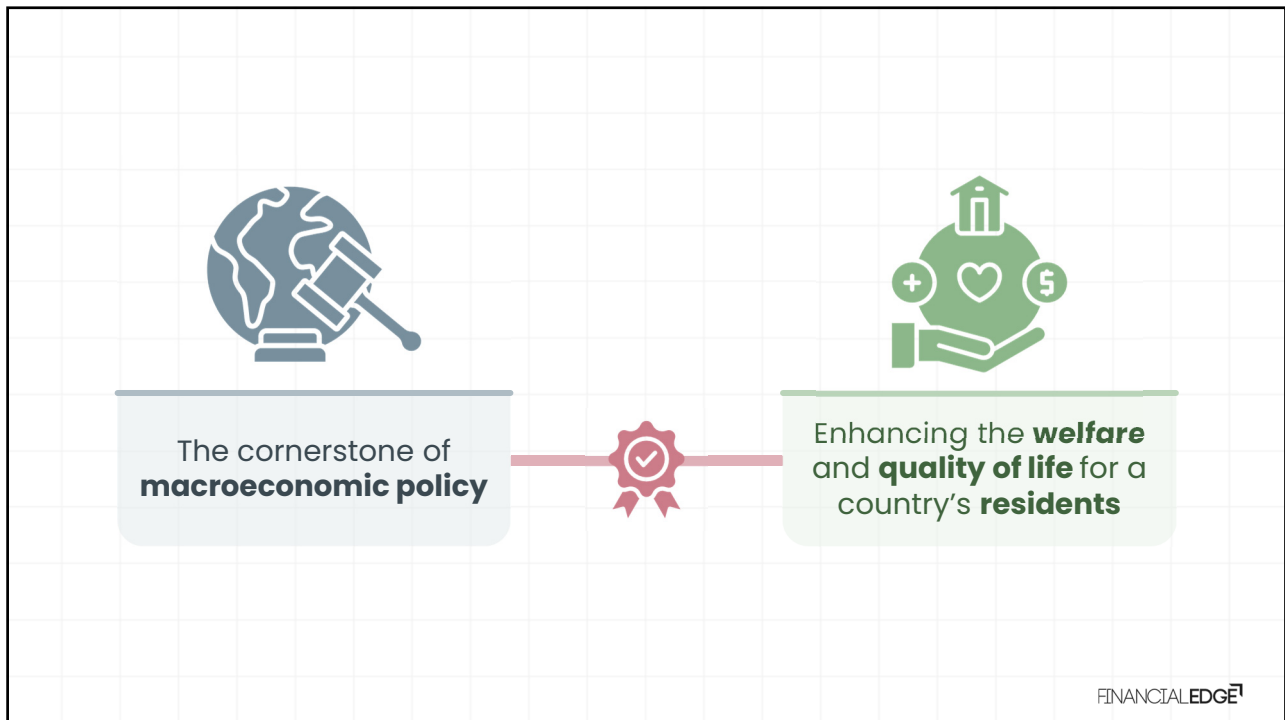 The cornerstone of
macroeconomic policy
Enhancing the welfare
and quality of life for a
country's residents
$
FINANCIALEDGE